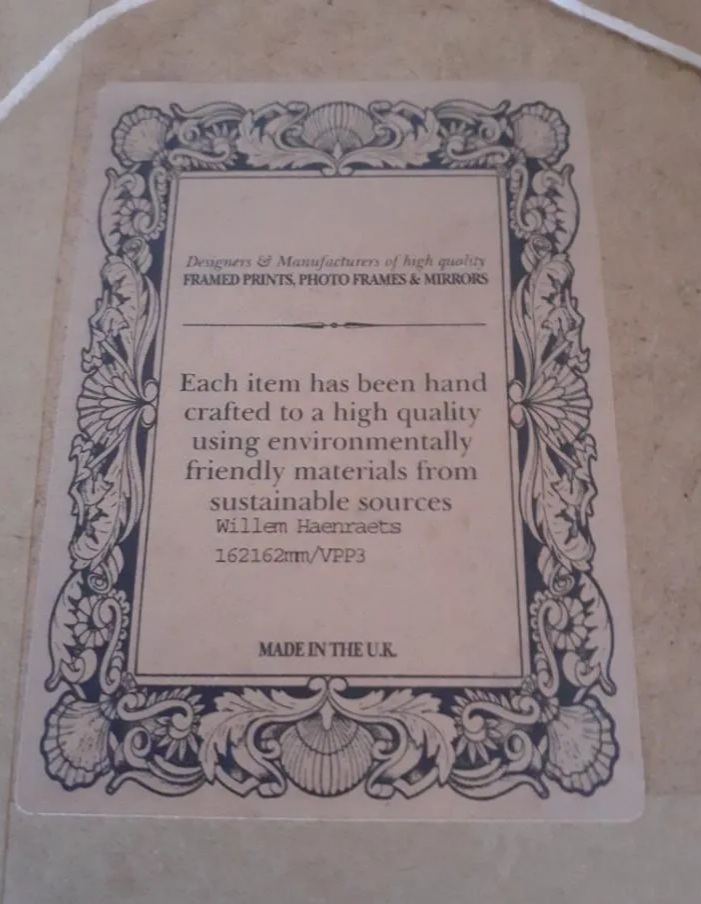 Designers & Manufacturers of high quality
FRAMED PRINTS, PHOTO FRAMES & MIRRORS
Each item has been hand
crafted to a high quality
using environmentally
friendly materials from
sustainable sources
Willem Haenraets
162162mm/VPP3
MADE IN THE U.K.